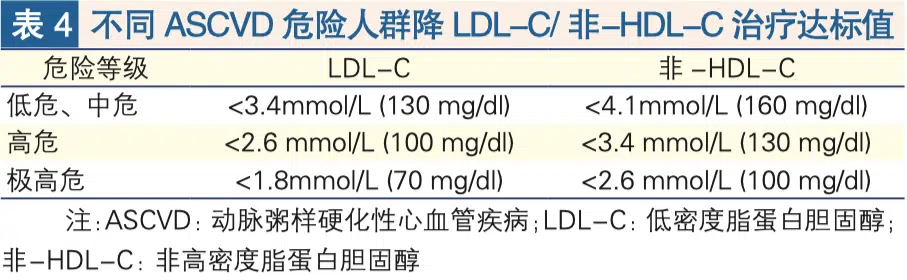 表 4 不同 ASCVD 危险人群降 LDL-C/ 非-HDL-C 治疗达标值
危险等级 LDL-C 非-HDL-C
低危、中危 <3.4mmol/L (130 mg/dl) <4.1mmol/L (160 mg/dl)
高危 <2.6 mmol/L (100 mg/dl) <3.4 mmol/L (130 mg/dl)
极高危 <1.8mmol/L (70 mg/dl) <2.6 mmol/L (100 mg/dl)
注:ASCVD: 动脉粥样硬化性心血管疾病;LDL-C: 低密度脂蛋白胆固醇;
非-HDL-C: 非高密度脂蛋白胆固醇